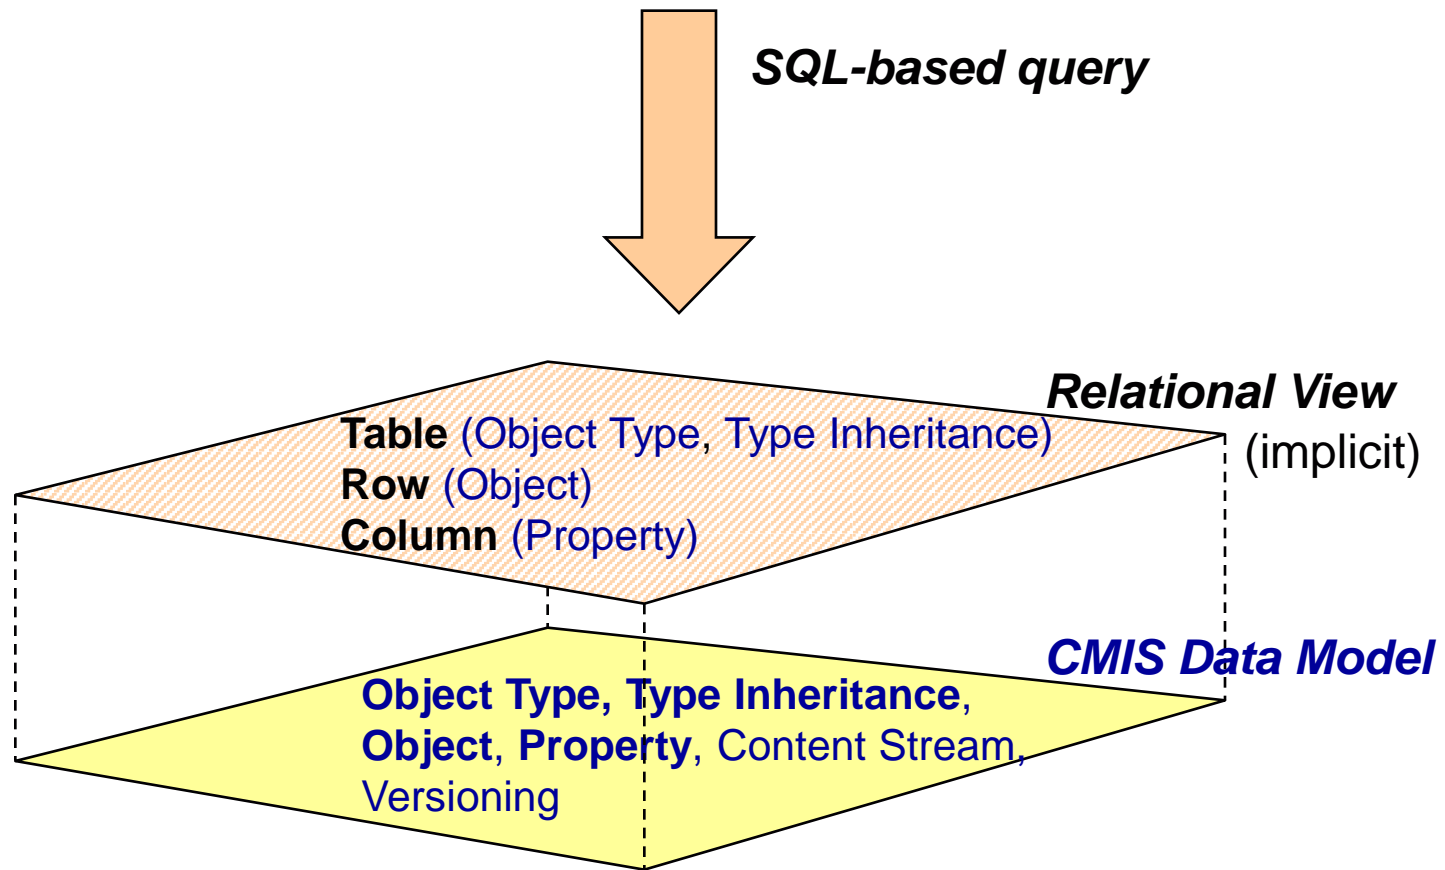 SQL-based query
Relational View
(implicit)
Table (Object Type, Type Inheritance)
Row (Object)
Column (Property)
CMIS Data Model
Object Type, Type Inheritance,
Object, Property, Content Stream,
Versioning